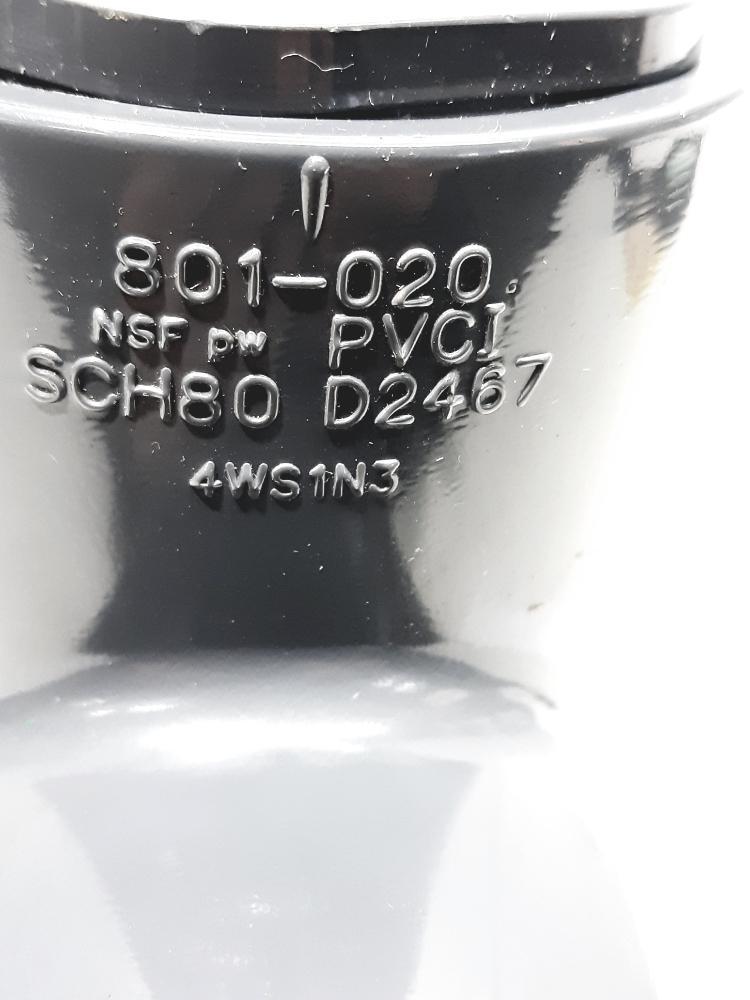 801-020.
NSF pw PVCI
SCH80 D2467
4WS1N3